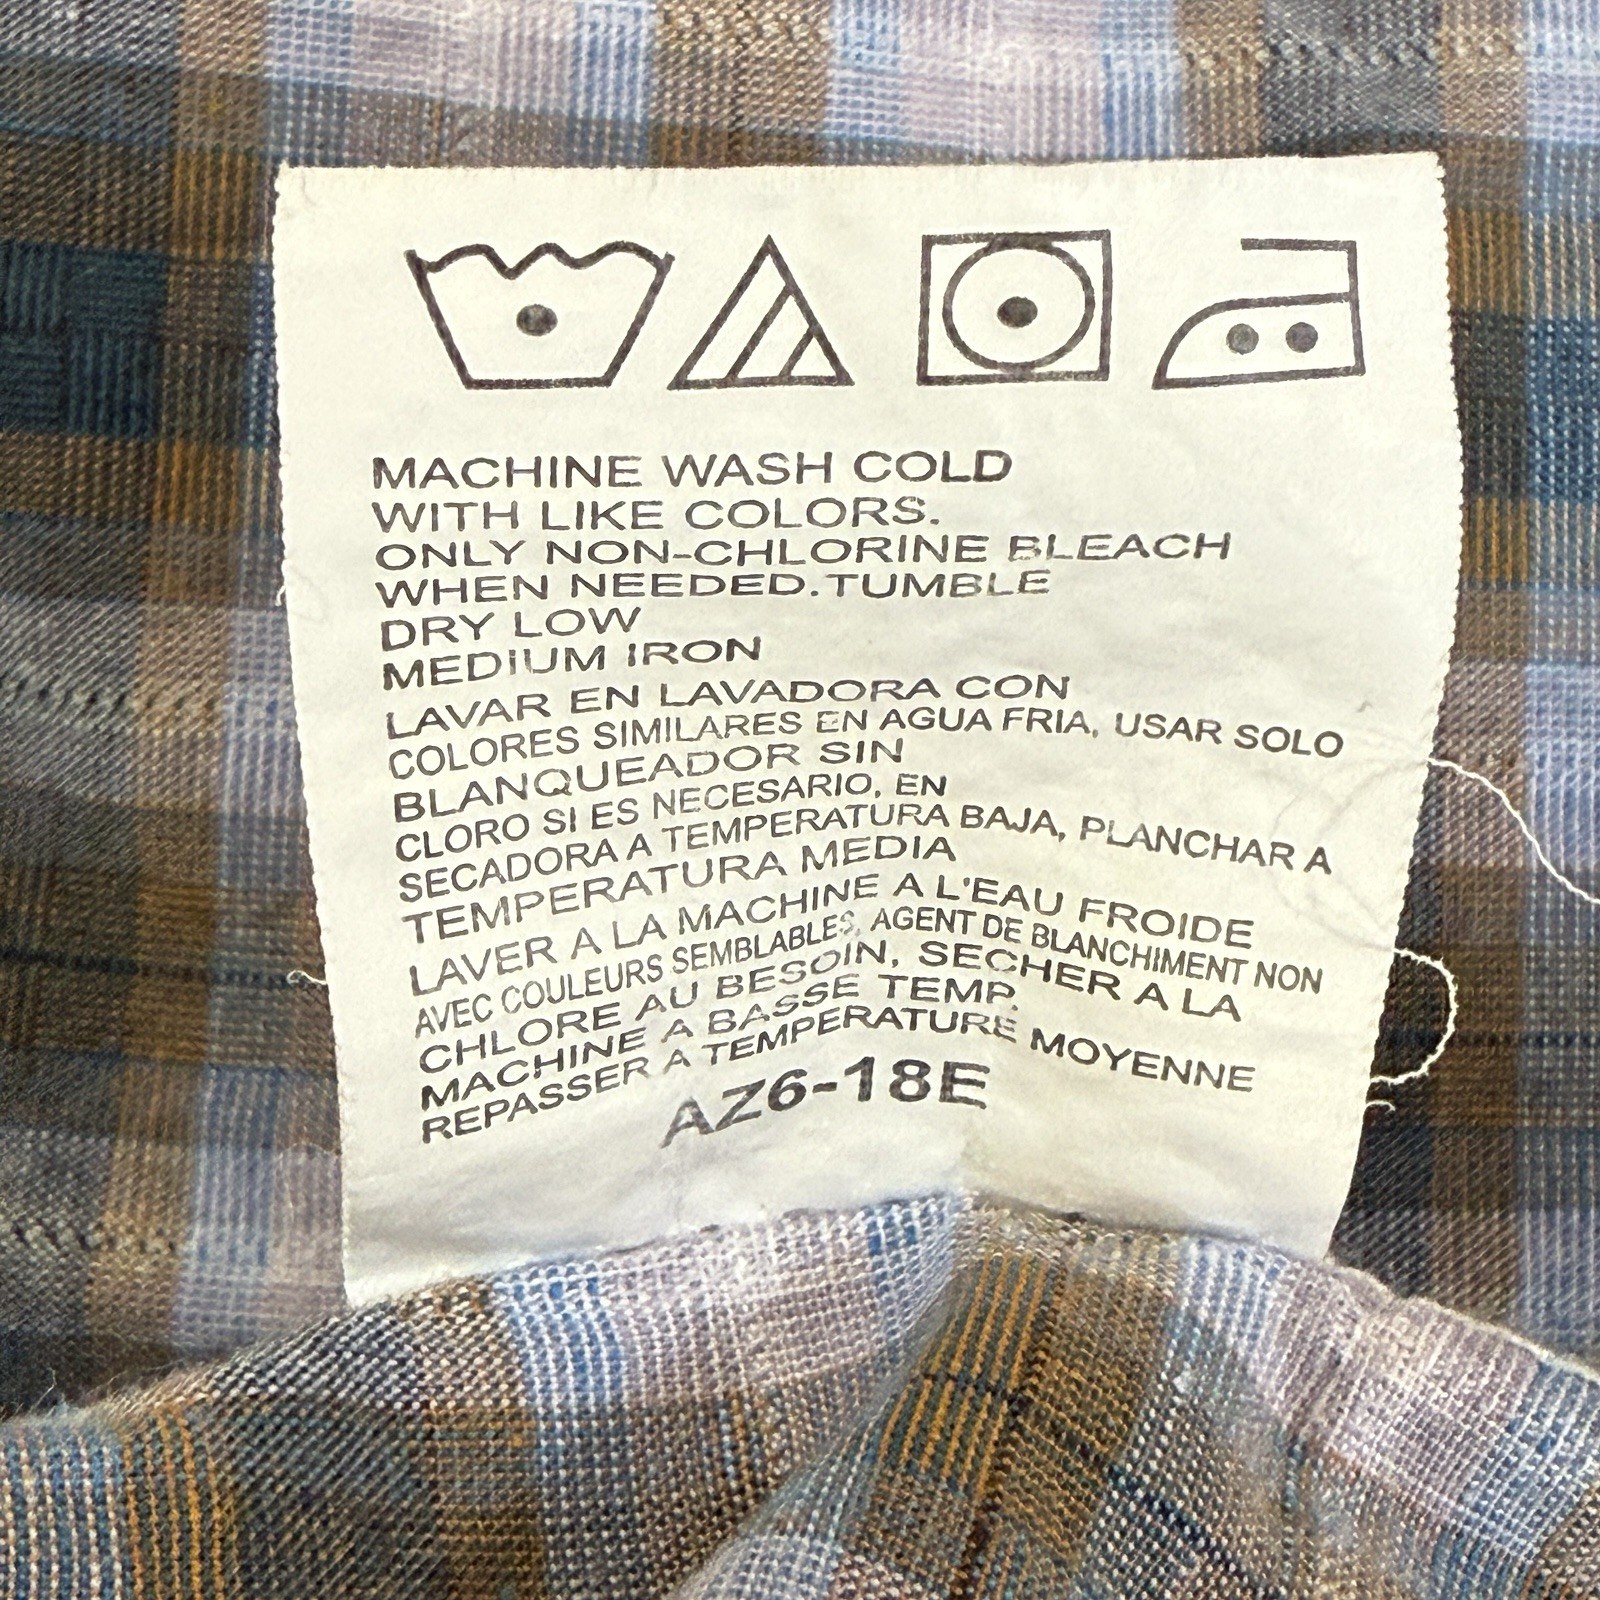 MACHINE WASH COLD
WITH LIKE COLORS.
ONLY NON-CHLORINE BLEACH
WHEN NEEDED.TUMBLE
DRY LOW
MEDIUM IRON
LAVAR EN LAVADORA CON
COLORES SIMILARES EN AGUA FRIA, USAR SOLO
BLANQUEADOR SIN
CLORO SI ES NECESARIO, EN
SECADORA A TEMPERATURA BAJA, PLANCHAR A
TEMPERATURA MEDIA
LAVER A LA MACHINE A L'EAU FROIDE
AVEC COULEURS SEMBLABLES, AGENT DE BLANCHIMENT NON
CHLORE AU BESOIN, SECHER A LA
MACHINE A BASSE TEMP.
REPASSER A TEMPERATURE MOYENNE
AZ6-18E